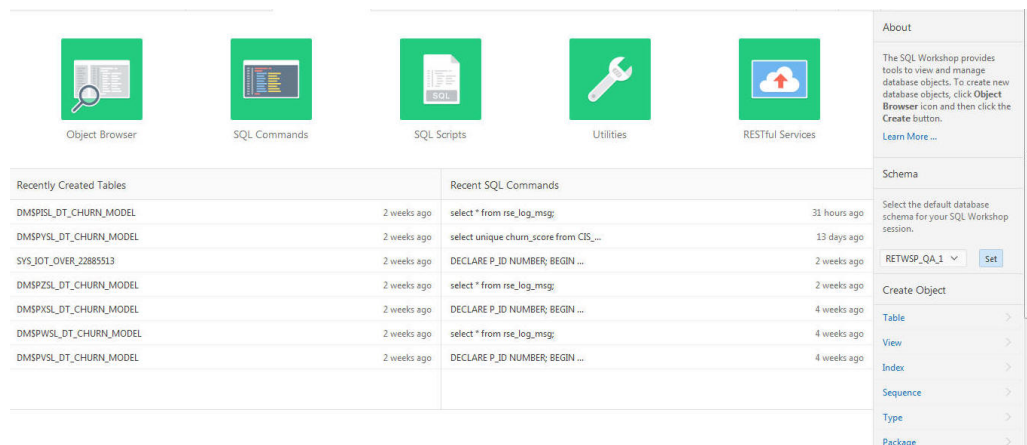 SQL
Object Browser
SQL Commands
SQL Scripts
Utilities
RESTful Services
Recently Created Tables
DM$PISL_DT_CHURN_MODEL 2 weeks ago
DM$PYSL_DT_CHURN_MODEL 2 weeks ago
SYS_IOT_OVER_22885513 2 weeks ago
DM$PZSL_DT_CHURN_MODEL 2 weeks ago
DM$PXSL_DT_CHURN_MODEL 2 weeks ago
DM$PWSL_DT_CHURN_MODEL 2 weeks ago
DM$PVSL_DT_CHURN_MODEL 2 weeks ago
Recent SQL Commands
select * from rse_log_msg; 31 hours ago
select unique churn_score from CIS_... 13 days ago
DECLARE P_ID NUMBER; BEGIN ... 2 weeks ago
select * from rse_log_msg; 2 weeks ago
DECLARE P_ID NUMBER; BEGIN ... 4 weeks ago
select * from rse_log_msg; 4 weeks ago
DECLARE P_ID NUMBER; BEGIN ... 4 weeks ago
About
The SQL Workshop provides
tools to view and manage
database objects. To create new
database objects, click Object
Browser icon and then click the
Create button.
Learn More ...
Schema
Select the default database
schema for your SQL Workshop
session.
RETWSP_QA_1 Set
Create Object
Table
View
Index
Sequence
Type
Package